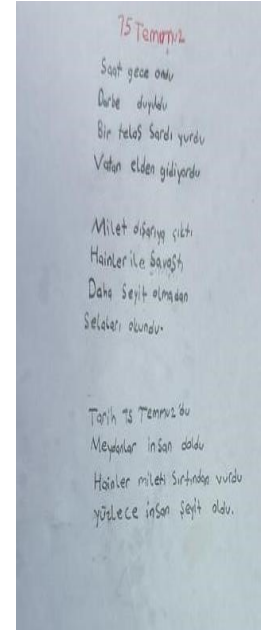 15 Temmuz
Saat gece ondu
Darbe duyuldu
Bir telaş Sardı yurdu
Vatan elden gidiyordu
Milet dışarıya çıktı
Hainler ile Savaştı
Daha Şeyit olmadan
Selaları okundu.
Tarih 15 Temmuz'du
Meydanlar insan doldu
Hainler mileti Sırtından vurdu
yüzlece insan Şeyit oldu.